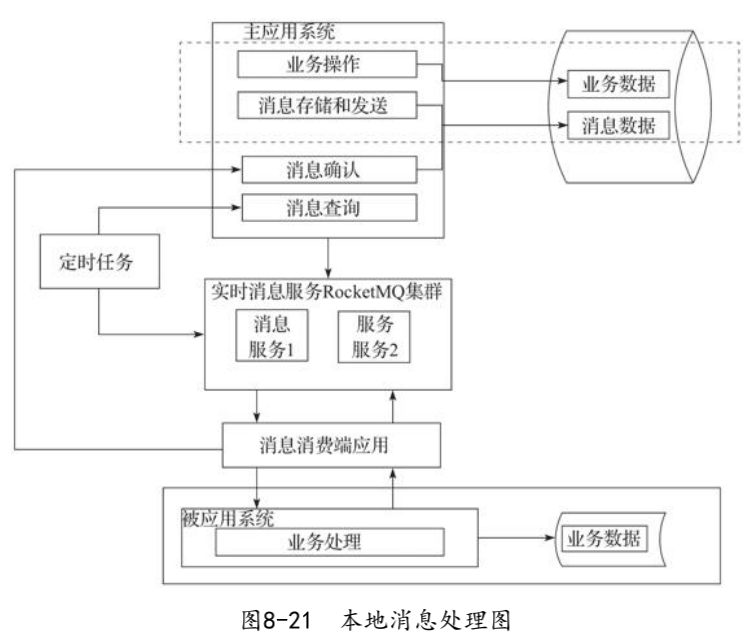 主应用系统
业务操作
消息存储和发送
业务数据
消息数据
消息确认
消息查询
定时任务
实时消息服务RocketMQ集群
消息
服务1
服务
服务2
消息消费端应用
被应用系统
业务处理
业务数据
图8-21 本地消息处理图